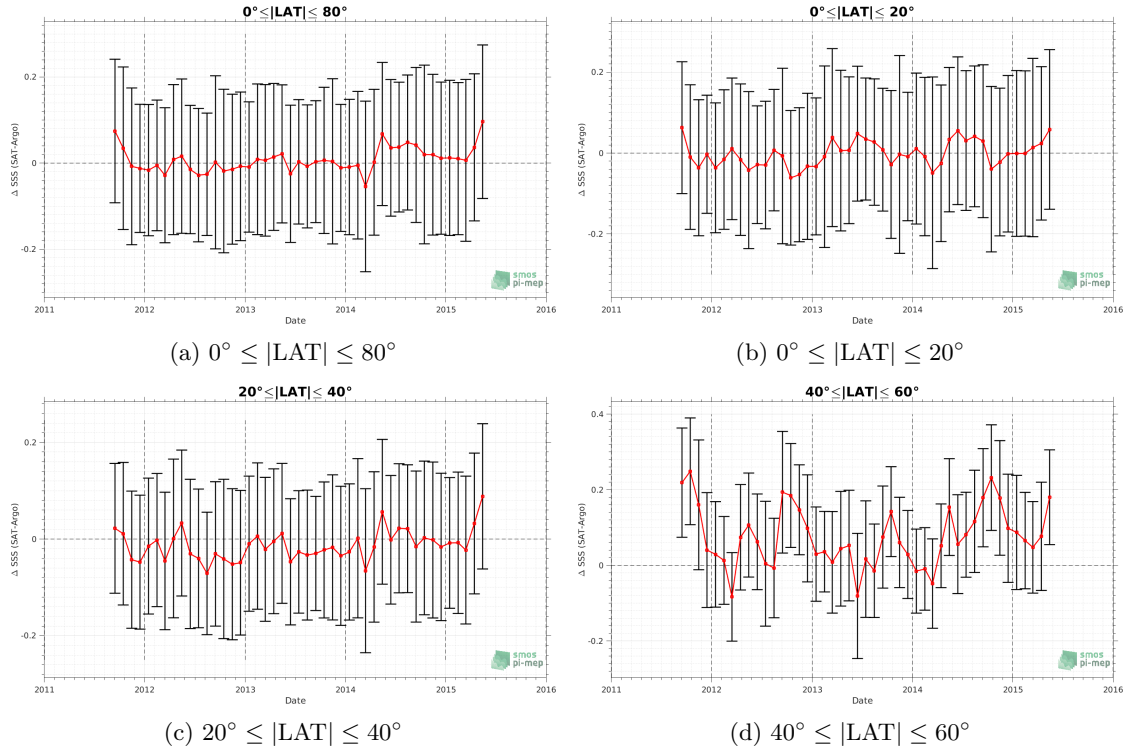 0°≤|LAT|≤ 80°
Δ SSS (SAT-Argo)
0.2
0
-0.2
2011 2012 2013 2014 2015 2016
Date
smos
pi-mep
(a) 0° ≤ |LAT| ≤ 80°
0°≤|LAT|≤ 20°
Δ SSS (SAT-Argo)
0.2
0
-0.2
2011 2012 2013 2014 2015 2016
Date
smos
pi-mep
(b) 0° ≤ |LAT| ≤ 20°
20°≤|LAT|≤ 40°
Δ SSS (SAT-Argo)
0.2
0
-0.2
2011 2012 2013 2014 2015 2016
Date
smos
pi-mep
(c) 20° ≤ |LAT| ≤ 40°
40°≤|LAT|≤ 60°
Δ SSS (SAT-Argo)
0.4
0.2
0
-0.2
2011 2012 2013 2014 2015 2016
Date
smos
pi-mep
(d) 40° ≤ |LAT| ≤ 60°